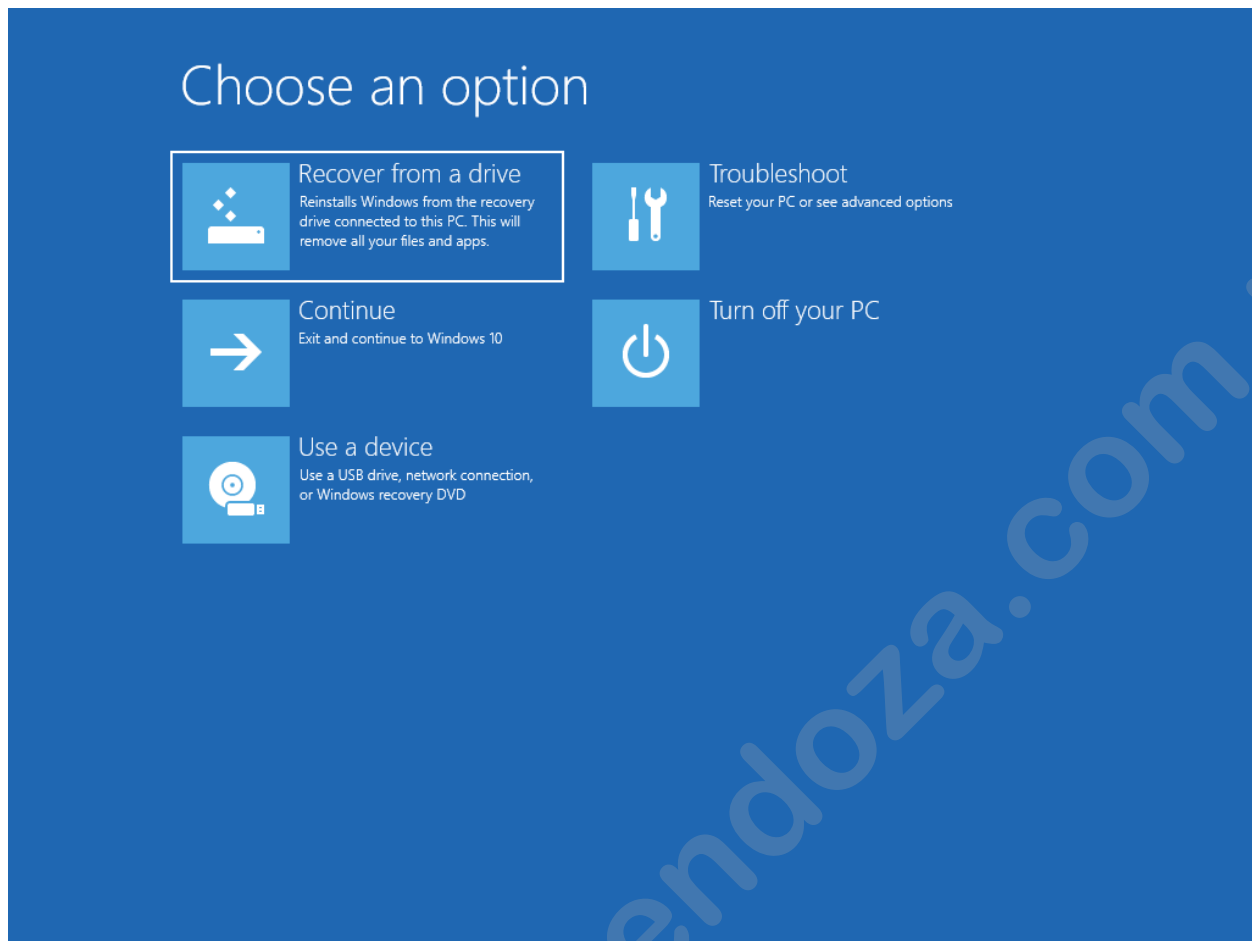 Choose an option
Recover from a drive
Reinstalls Windows from the recovery
drive connected to this PC. This will
remove all your files and apps.
Troubleshoot
Reset your PC or see advanced options
Continue
Exit and continue to Windows 10
Turn off your PC
Use a device
Use a USB drive, network connection,
or Windows recovery DVD
endoza.com